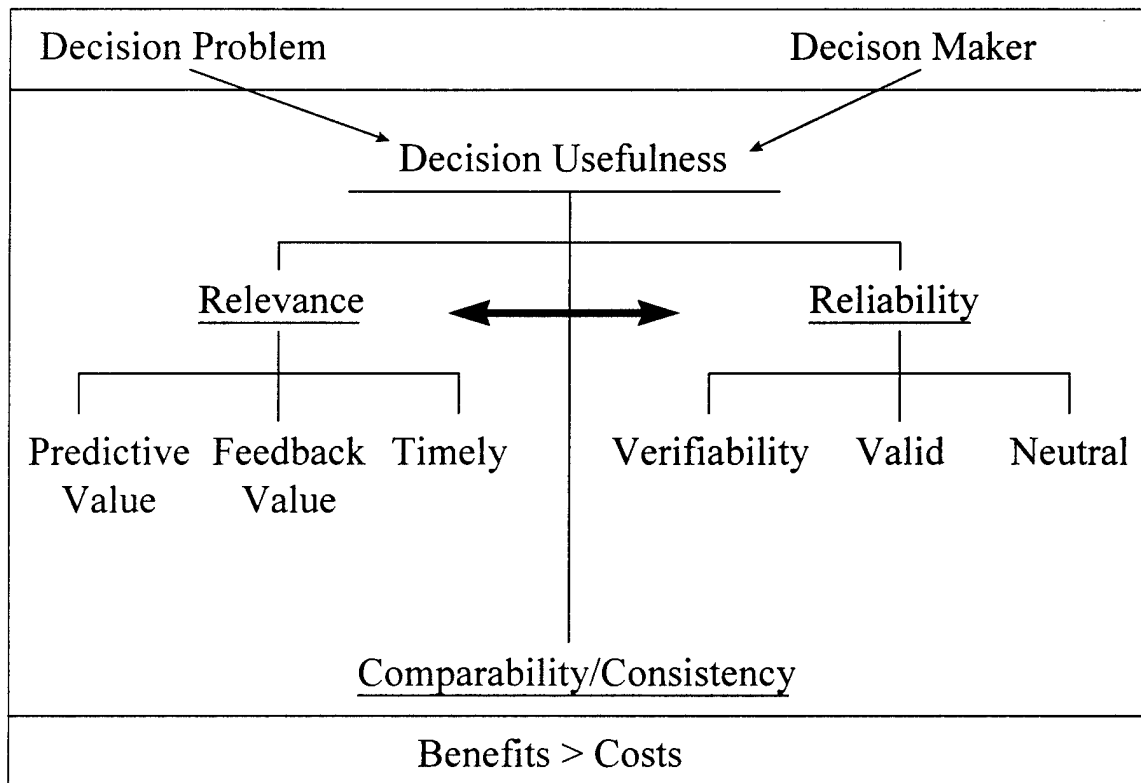 Decision Problem
Decison Maker
Decision Usefulness
Relevance
Reliability
Predictive
Value
Feedback
Value
Timely
Verifiability
Valid
Neutral
Comparability/Consistency
Benefits > Costs